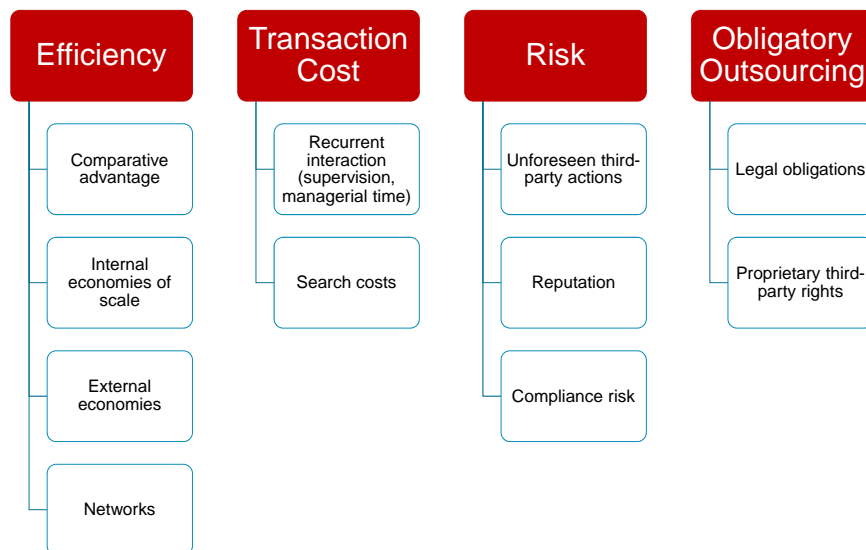 Efficiency
Comparative
advantage
Internal
economies of
scale
External
economies
Networks
Transaction
Cost
Recurrent
interaction
(supervision,
managerial time)
Search costs
Risk
Unforeseen third-
party actions
Reputation
Compliance risk
Obligatory
Outsourcing
Legal obligations
Proprietary third-
party rights